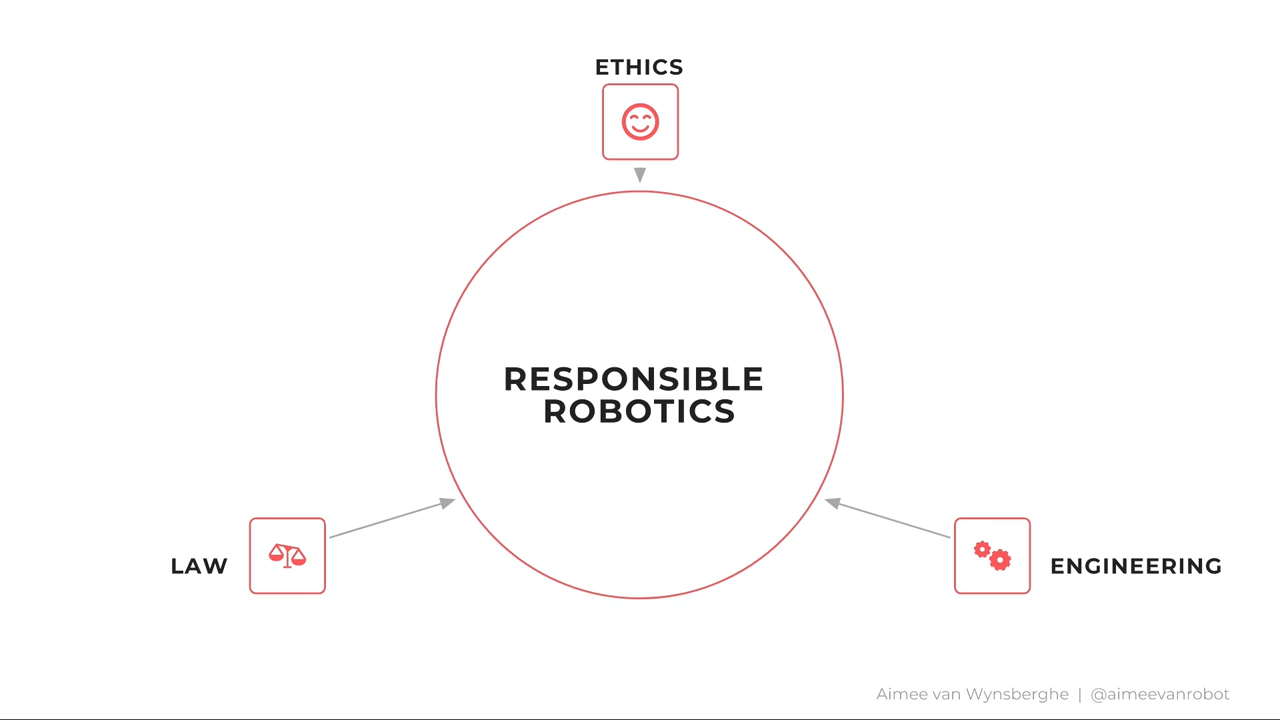 ETHICS
RESPONSIBLE
ROBOTICS
LAW
ENGINEERING
Aimee van Wynsberghe | @aimeevanrobot